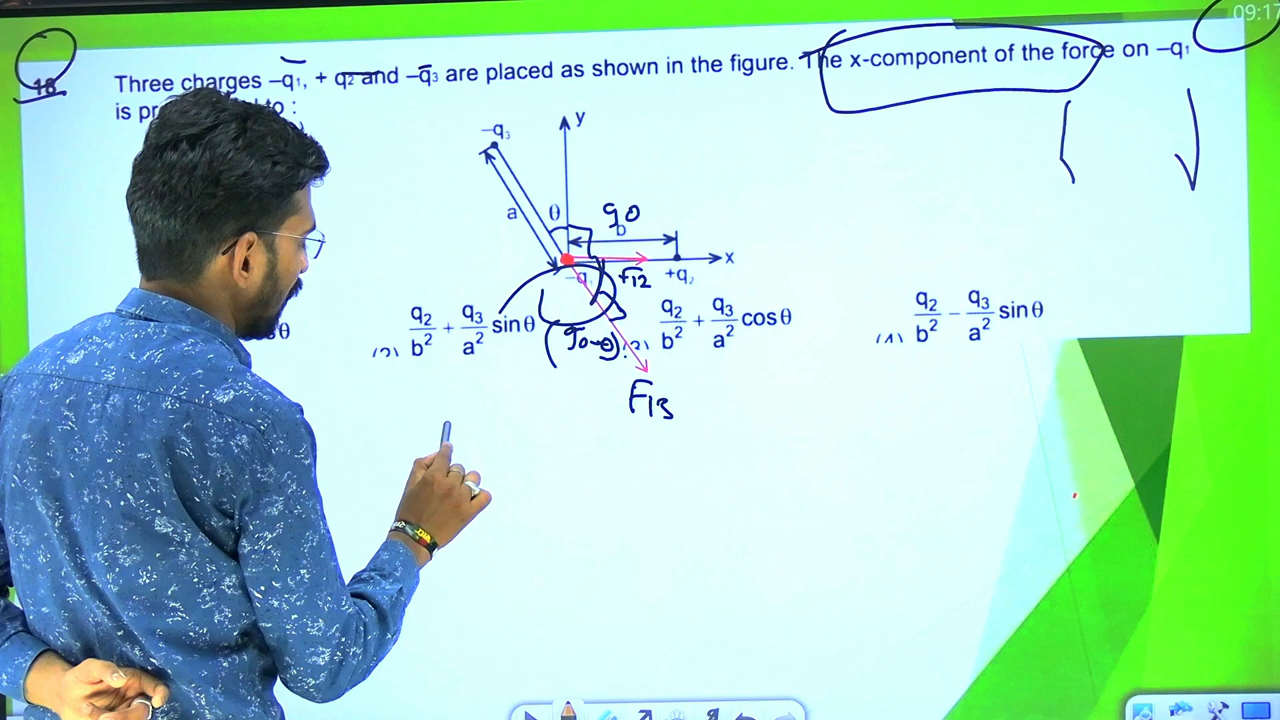 09:17
18
Three charges –q₁, + q₂ and –q₃ are placed as shown in the figure. The x-component of the force on –q₁
is pr to :
–q₃
y
a
θ
90
b
x
–q
F12
+q₂
θ
(2) q₂/b² + q₃/a² sinθ
(3) q₂/b² + q₃/a² cosθ
(4) q₂/b² − q₃/a² sinθ
(90-θ)
F13